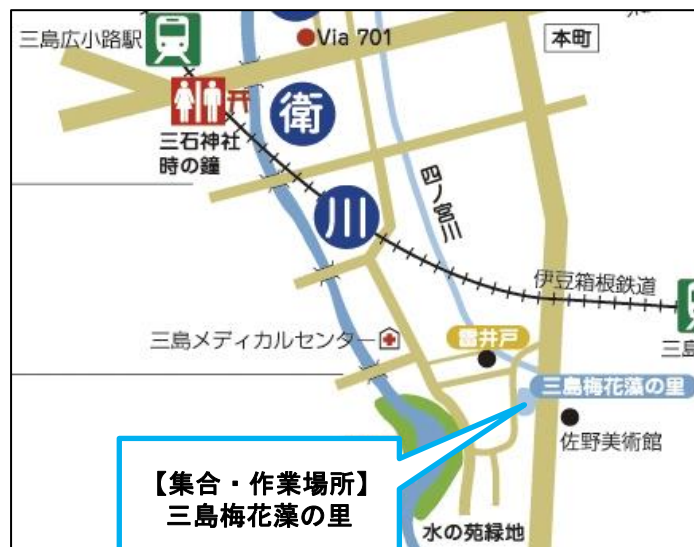 三島広小路駅
Via 701
本町
衛
三石神社
時の鐘
川
四ノ宮川
伊豆箱根鉄道
三島メディカルセンター
雷井戸
三島
三島梅花藻の里
佐野美術館
【集合・作業場所】
三島梅花藻の里
水の苑緑地